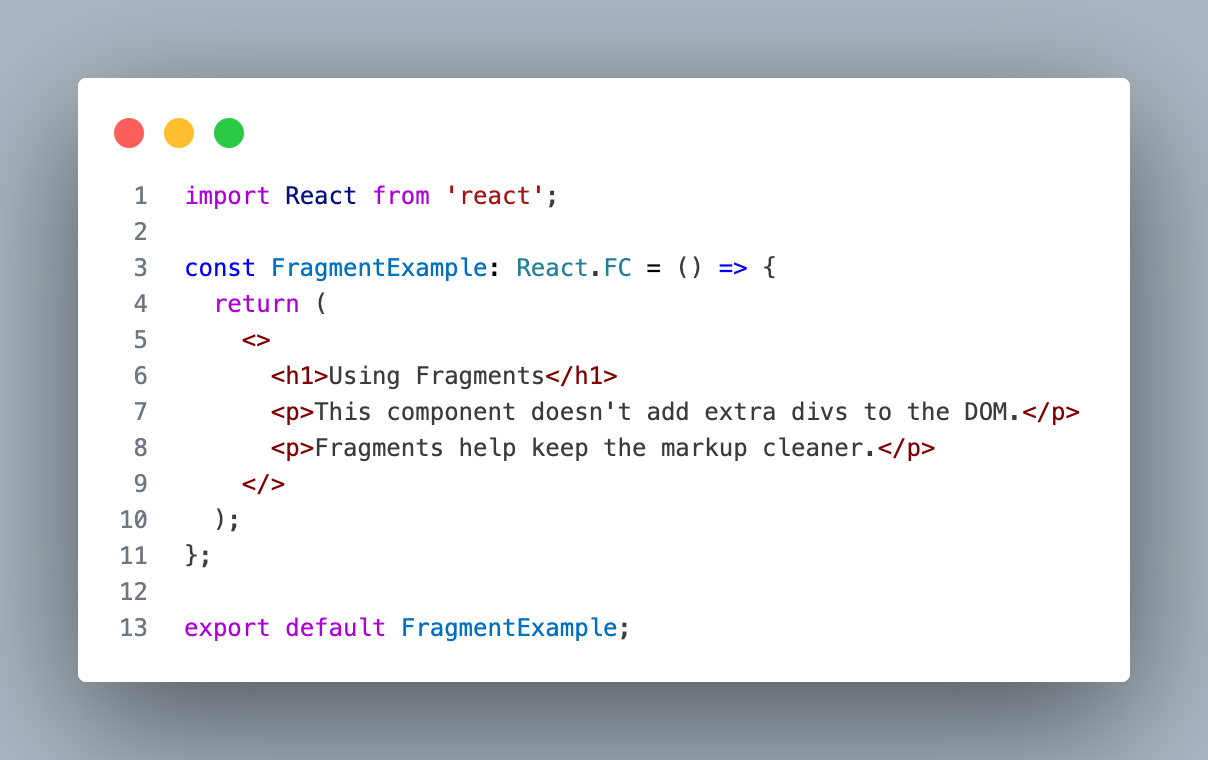 1 import React from 'react';
2
3 const FragmentExample: React.FC = () => {
4   return (
5     <>
6       <h1>Using Fragments</h1>
7       <p>This component doesn't add extra divs to the DOM.</p>
8       <p>Fragments help keep the markup cleaner.</p>
9     </>
10   );
11 };
12
13 export default FragmentExample;